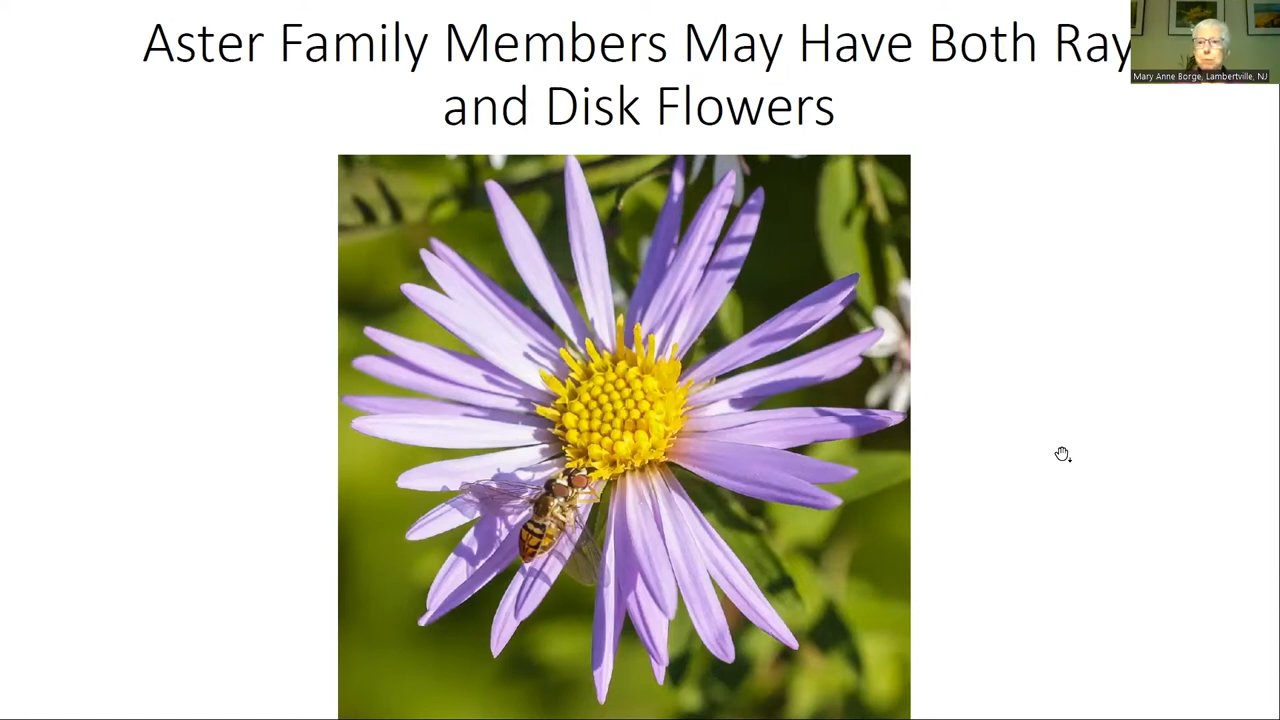 Aster Family Members May Have Both Ray
and Disk Flowers
Mary Anne Borge, Lambertville, NJ